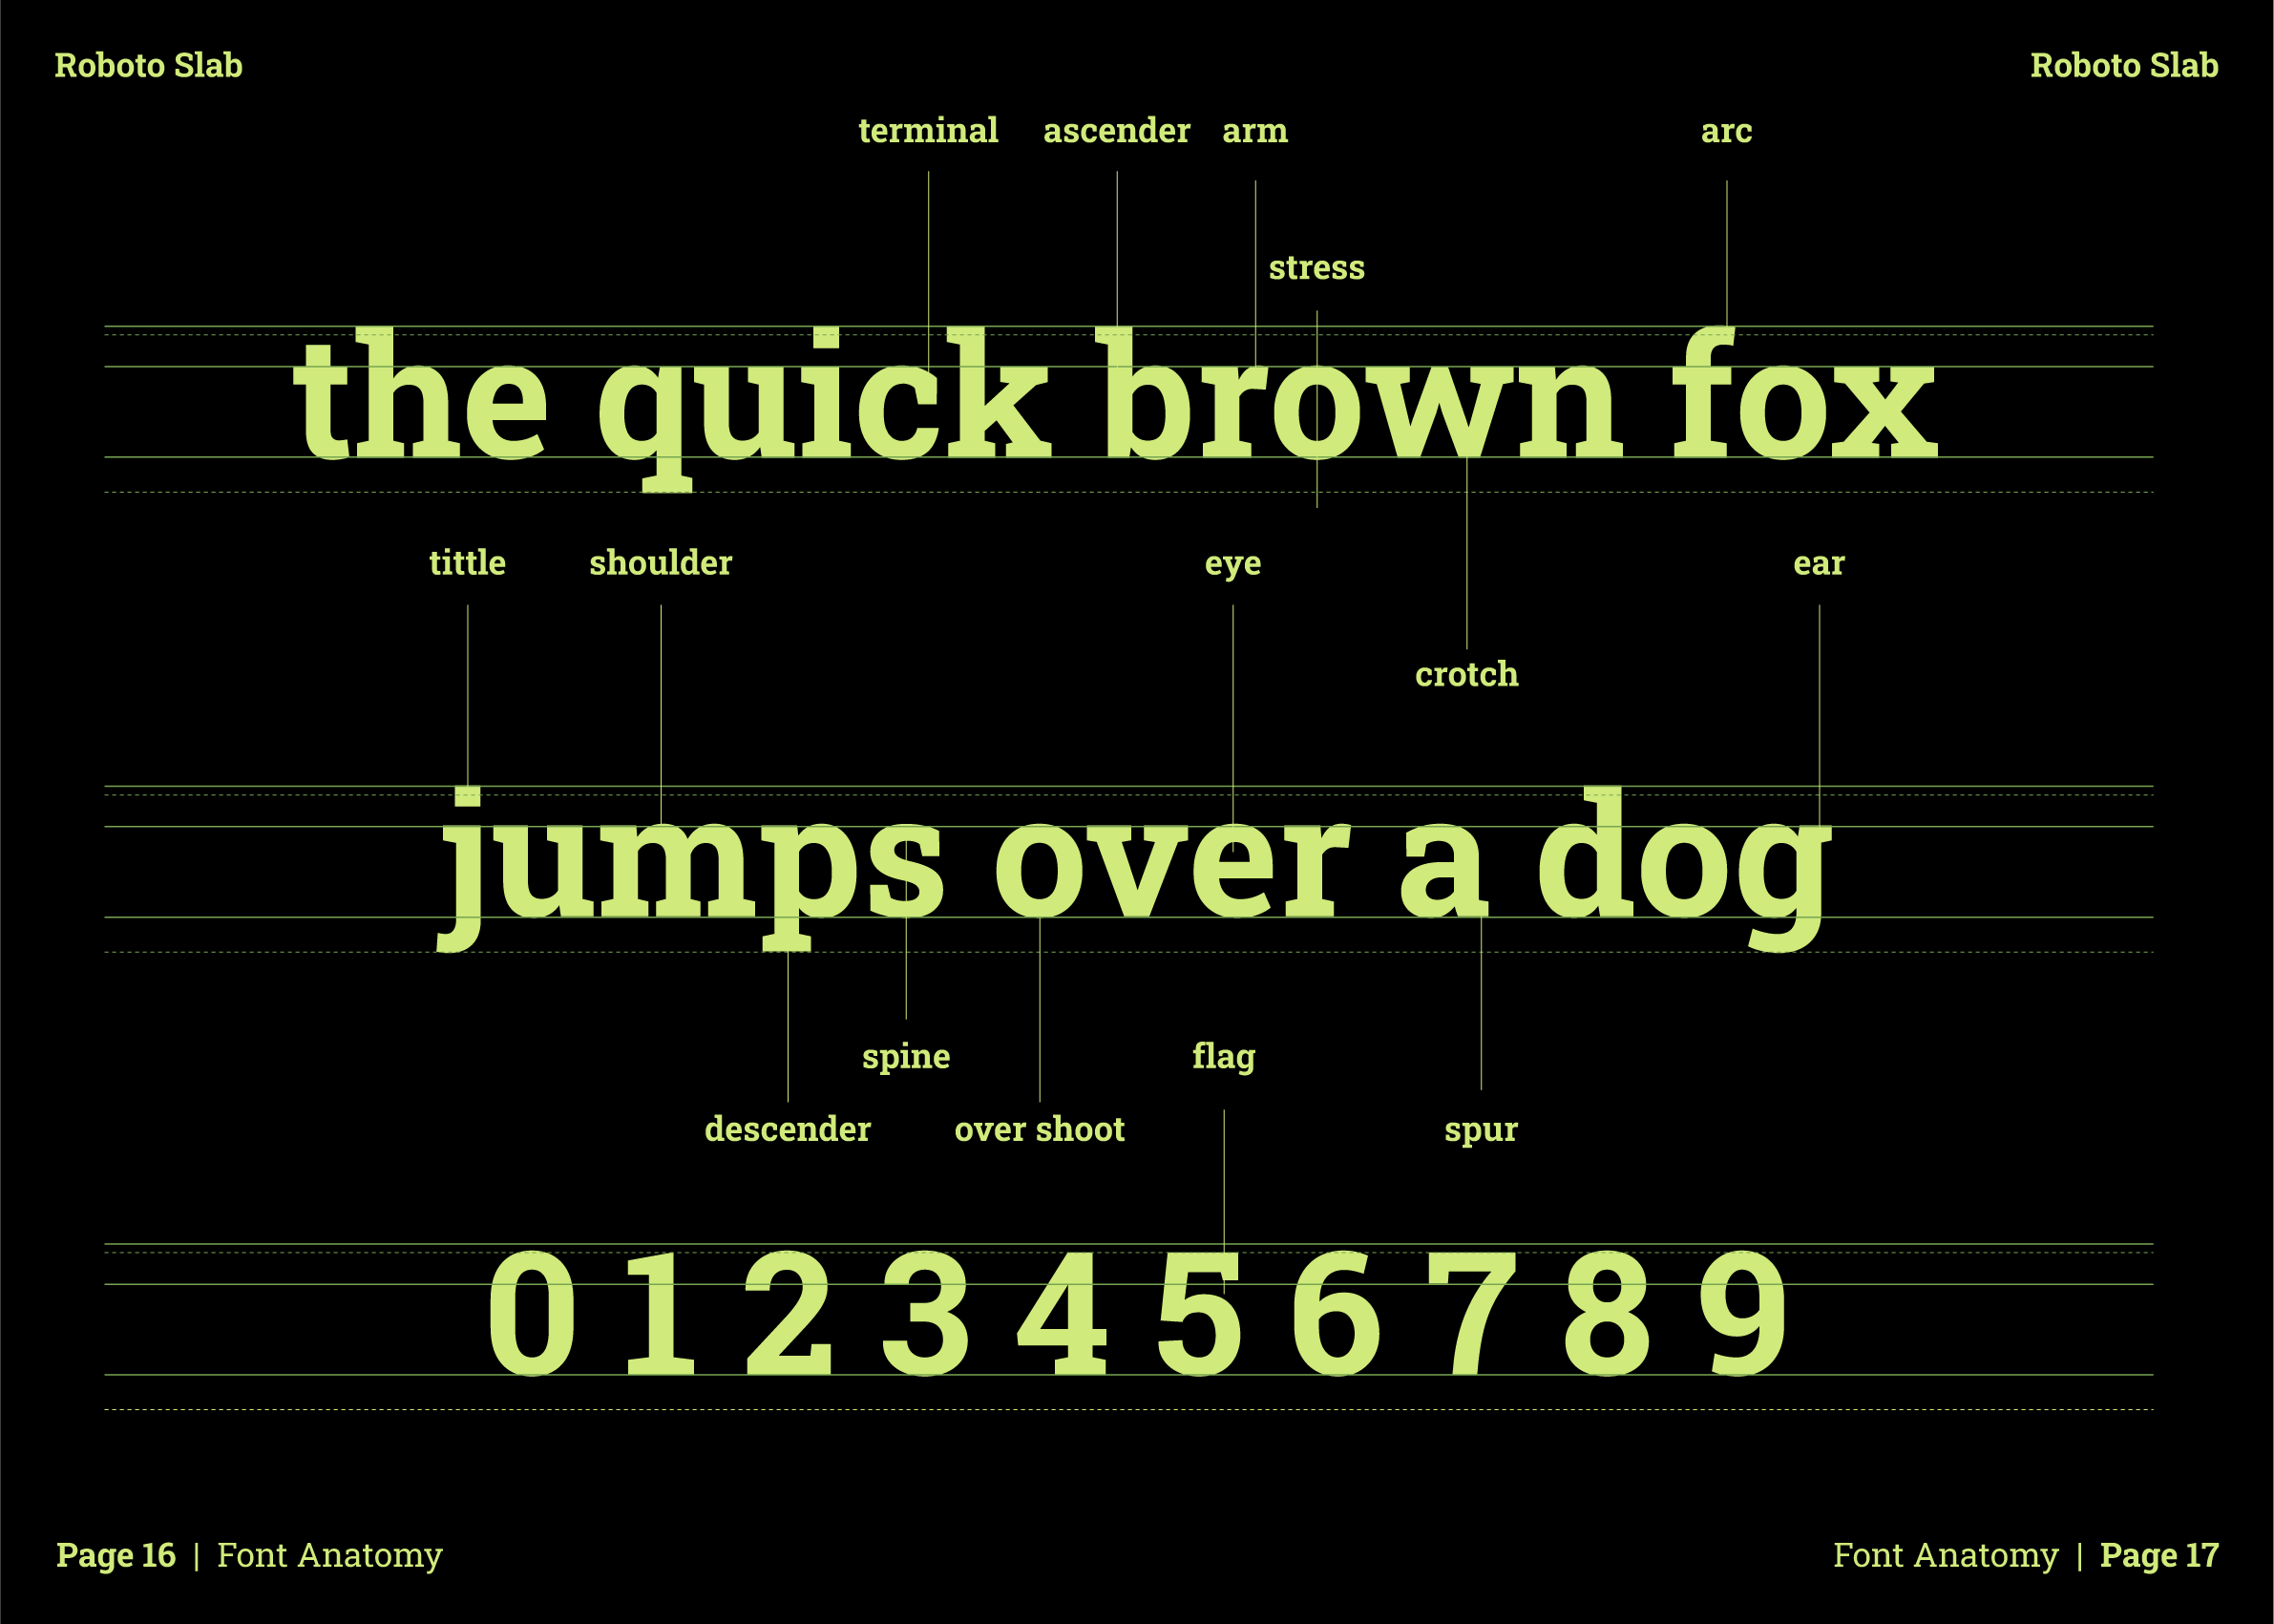 Roboto Slab Roboto Slab
terminal ascender arm arc
stress
the quick brown fox
tittle shoulder eye ear
crotch
jumps over a dog
spine flag
descender over shoot spur
0 1 2 3 4 5 6 7 8 9
Page 16 | Font Anatomy Font Anatomy | Page 17